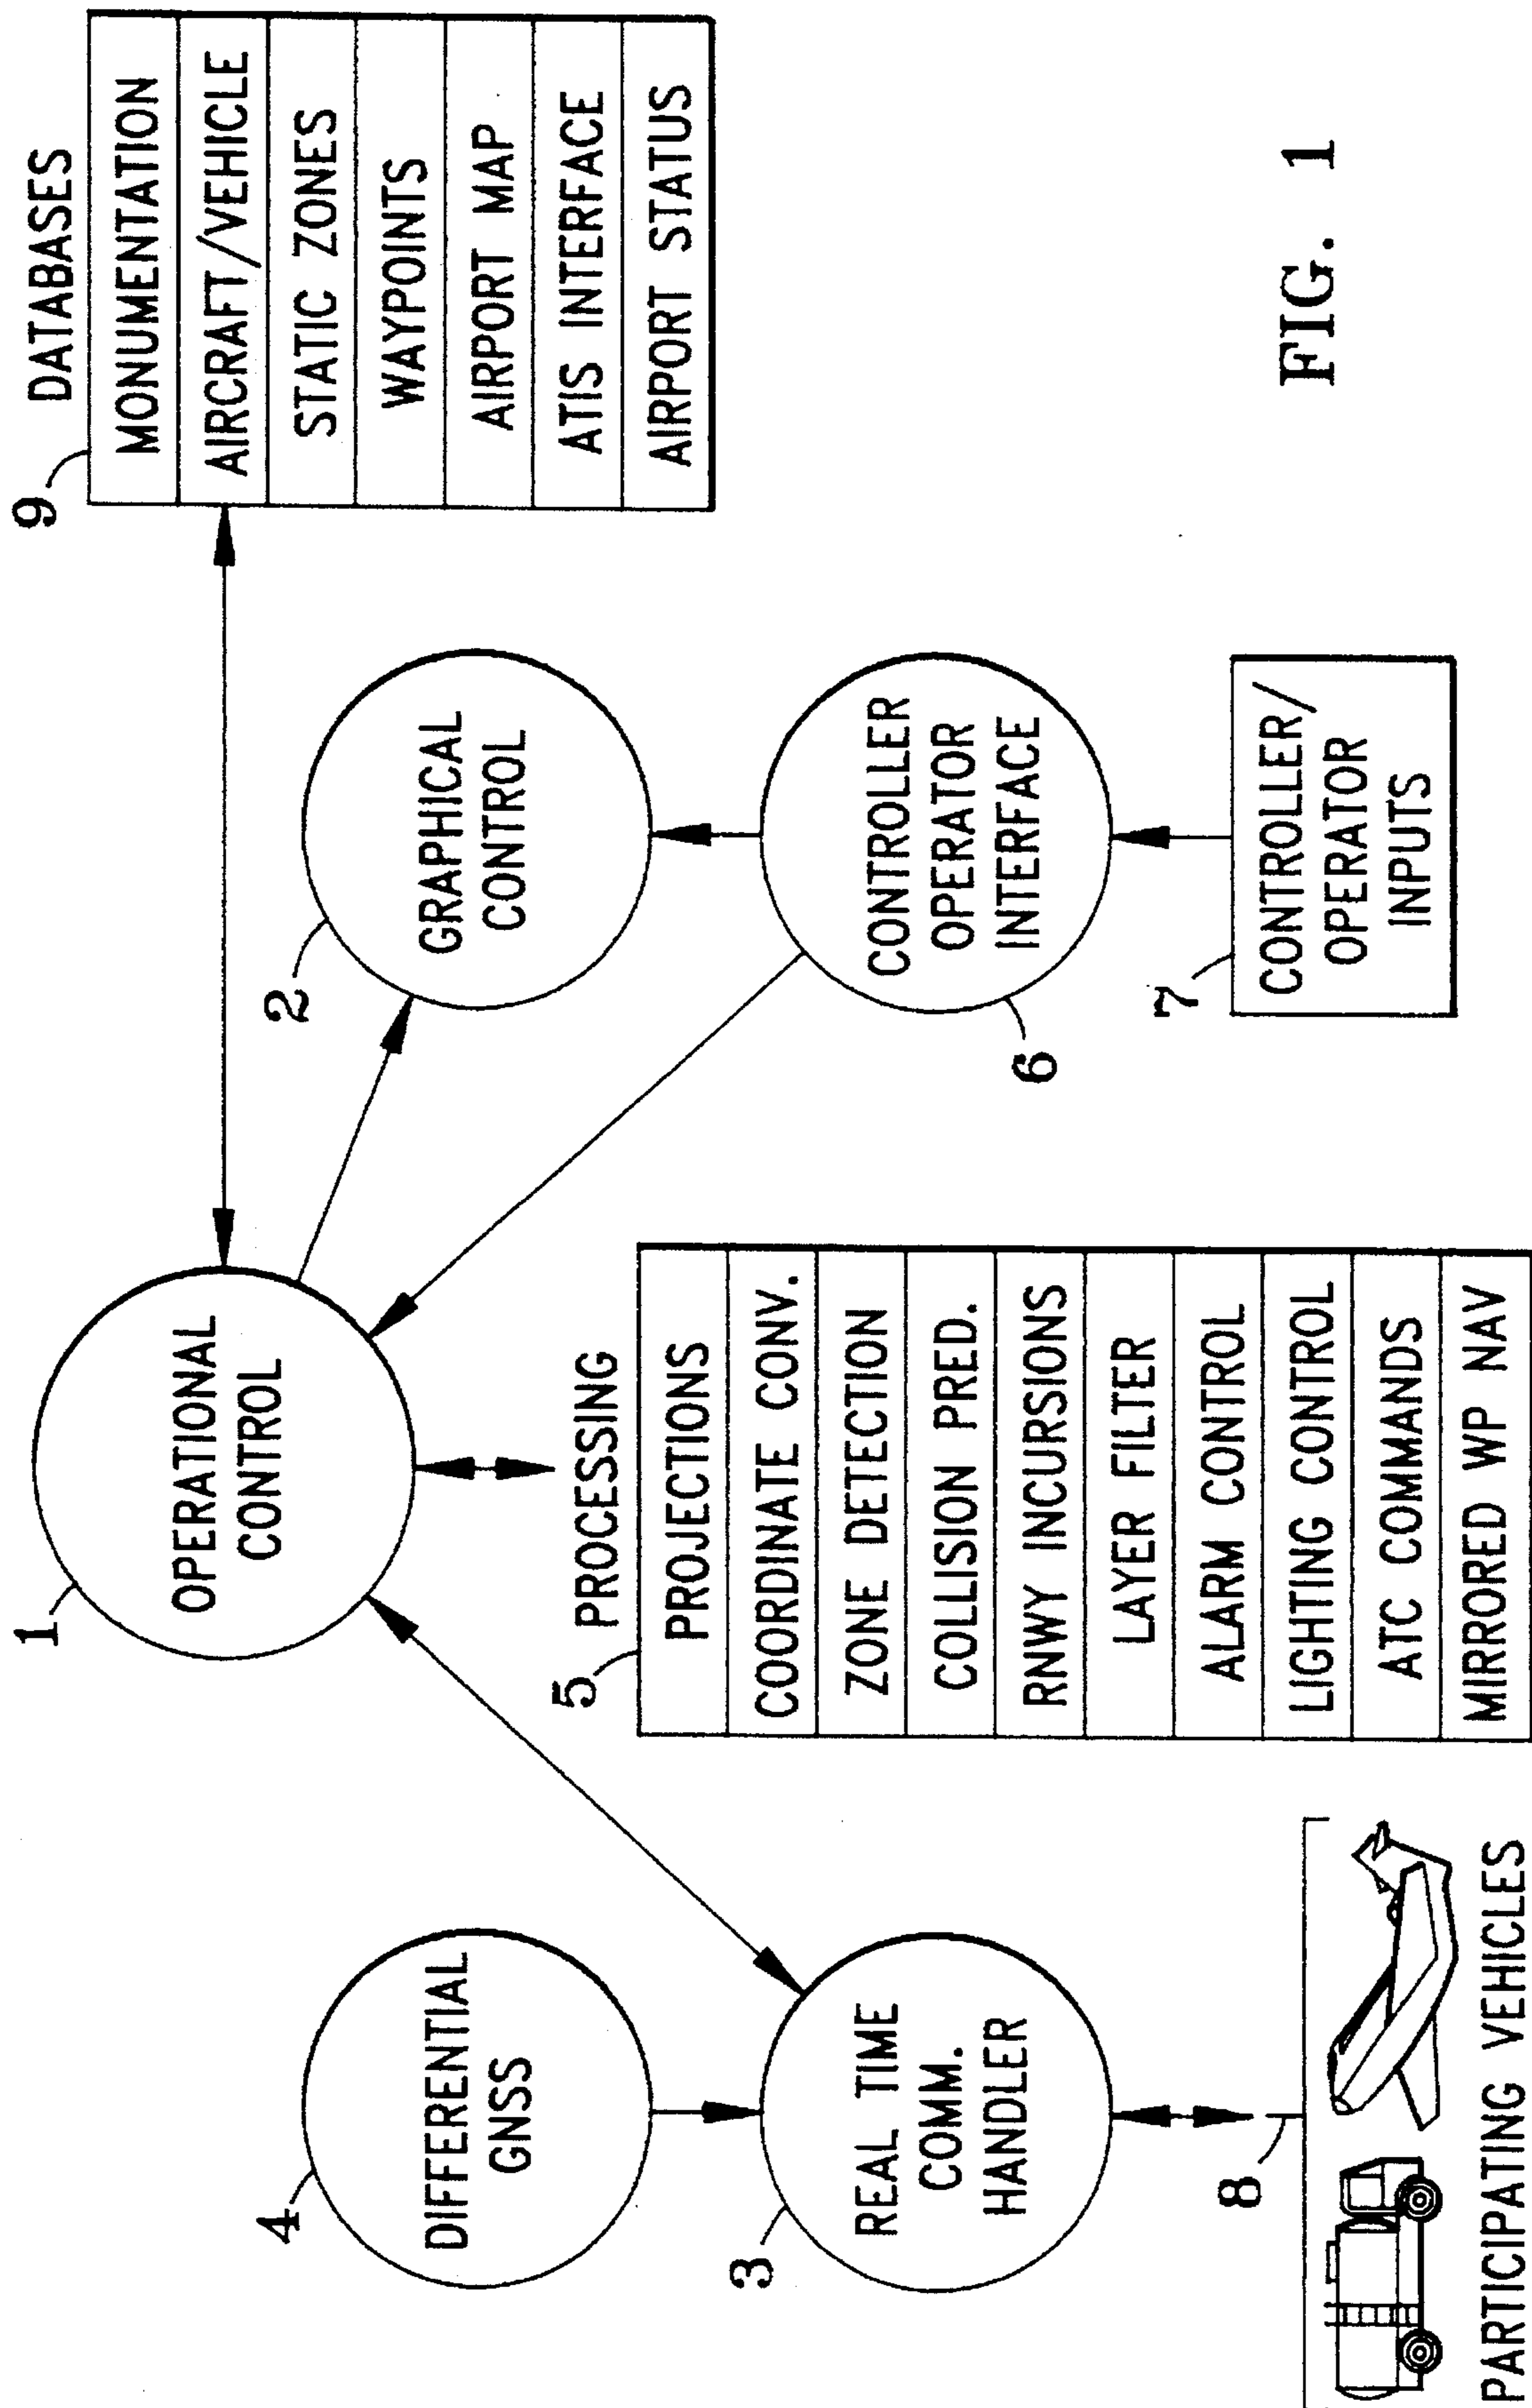 1
OPERATIONAL
CONTROL
9
DATABASES
MONUMENTATION
AIRCRAFT/VEHICLE
STATIC ZONES
WAYPOINTS
AIRPORT MAP
ATIS INTERFACE
AIRPORT STATUS
4
DIFFERENTIAL
GNSS
2
GRAPHICAL
CONTROL
3
REAL TIME
COMM.
HANDLER
5
PROCESSING
PROJECTIONS
COORDINATE CONV.
ZONE DETECTION
COLLISION PRED.
RNWY INCURSIONS
LAYER FILTER
ALARM CONTROL
LIGHTING CONTROL
ATC COMMANDS
MIRRORED WP NAV
CONTROLLER
OPERATOR
INTERFACE
6
7
CONTROLLER/
OPERATOR
INPUTS
8
PARTICIPATING VEHICLES
FIG. 1